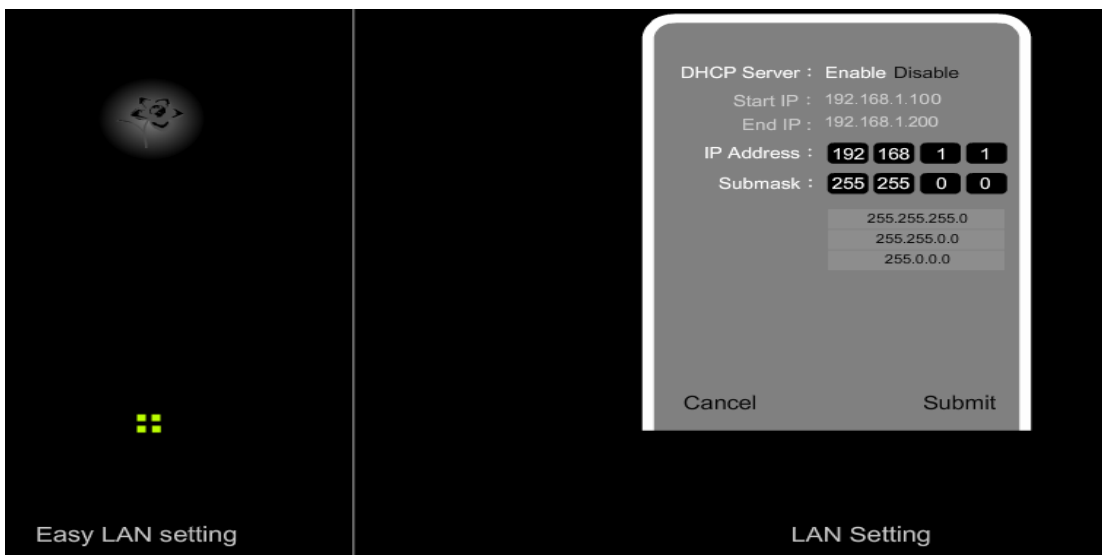 DHCP Server : Enable Disable
Start IP : 192.168.1.100
End IP : 192.168.1.200
IP Address : 192 168 1 1
Submask : 255 255 0 0
255.255.255.0
255.255.0.0
255.0.0.0
Cancel Submit
Easy LAN setting
LAN Setting